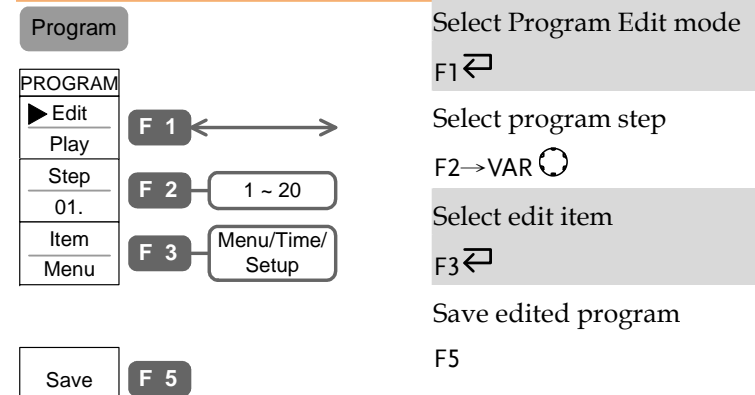 Program
PROGRAM
Edit
Play
F 1
Step
01.
F 2
1 ~ 20
Item
Menu
F 3
Menu/Time/
Setup
Save
F 5
Select Program Edit mode
F1
Select program step
F2→VAR
Select edit item
F3
Save edited program
F5